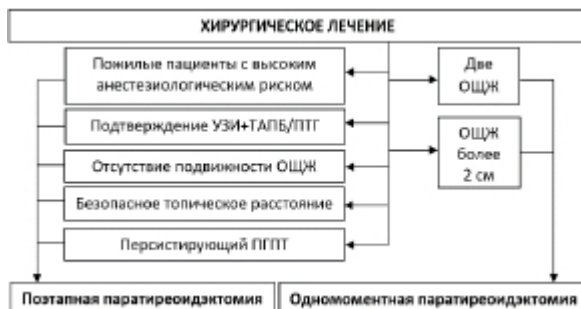 ХИРУРГИЧЕСКОЕ ЛЕЧЕНИЕ
Пожилые пациенты с высоким
анестезиологическим риском
Подтверждение УЗИ+ТАПБ/ПТГ
Отсутствие подвижности ОЩЖ
Безопасное топическое расстояние
Персистирующий ПГПТ
Две
ОЩЖ
ОЩЖ
более
2 см
Поэтапная паратиреоидэктомия
Одномоментная паратиреоидэктомия